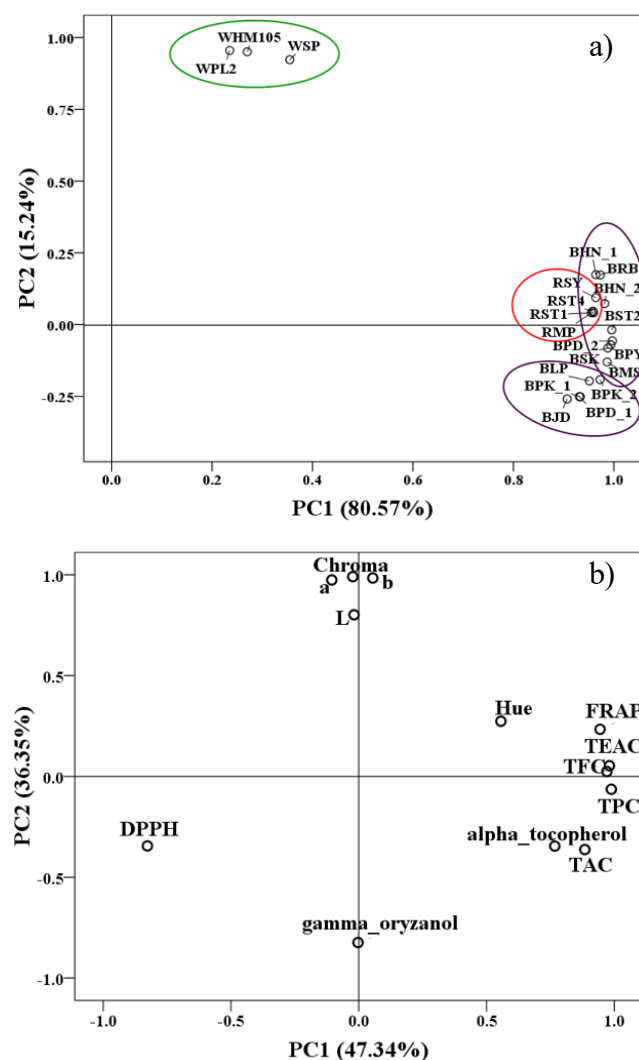 a)
1.00
WHM105
WSP
WPL2
0.75
0.50
0.25
BHN_1
BRB
RSY
BHN_2
RST4
BST2
RST1
0.00
RMP
BPD_2
BPY
BSK
BMS
BLP
BPK_1
BPK_2
-0.25
BJD
BPD_1
PC2 (15.24%)
0.0
0.2
0.4
0.6
0.8
1.0
PC1 (80.57%)
b)
1.0
Chroma
a
b
L
0.5
Hue
FRAP
TEAC
TFC
0.0
TPC
DPPH
alpha_tocopherol
TAC
-0.5
gamma_oryzanol
-1.0
PC2 (36.35%)
-1.0
-0.5
0.0
0.5
1.0
PC1 (47.34%)